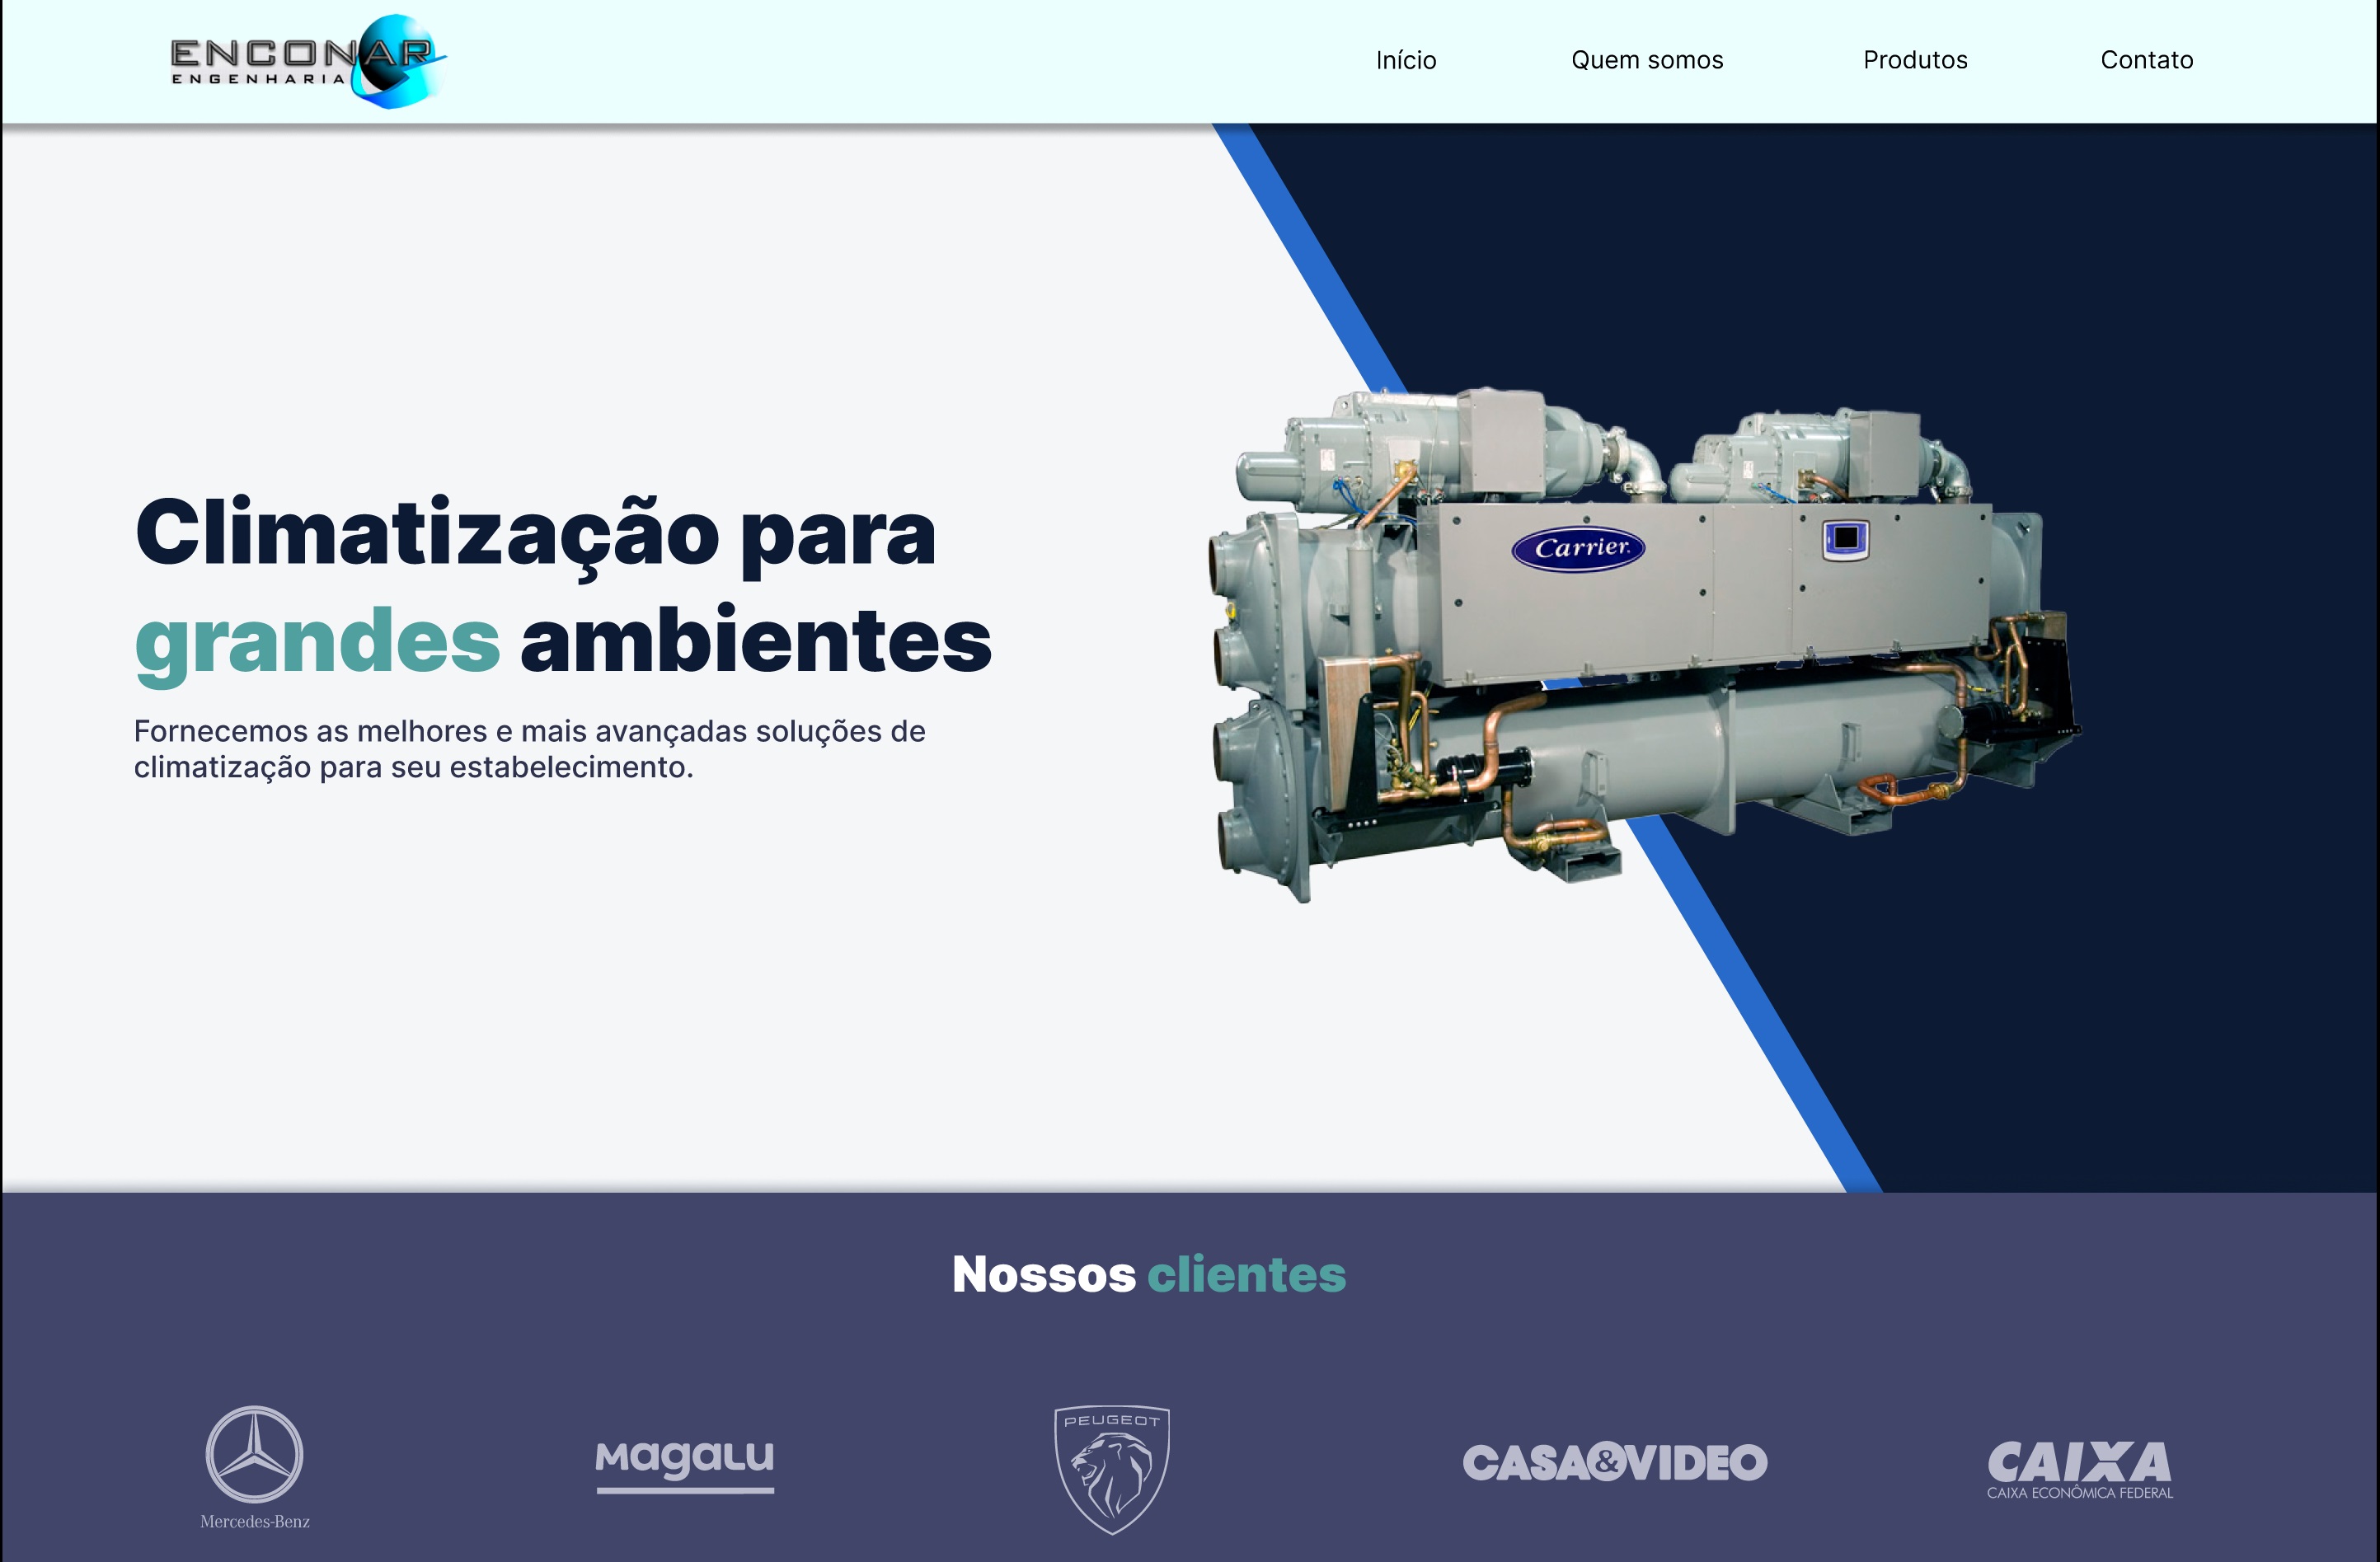 ENCONAR
ENGENHARIA
Início
Quem somos
Produtos
Contato
Climatização para
grandes ambientes
Fornecemos as melhores e mais avançadas soluções de
climatização para seu estabelecimento.
Carrier
Nossos clientes
Mercedes-Benz
Magalu
PEUGEOT
CASA&VIDEO
CAIXA
CAIXA ECONÔMICA FEDERAL